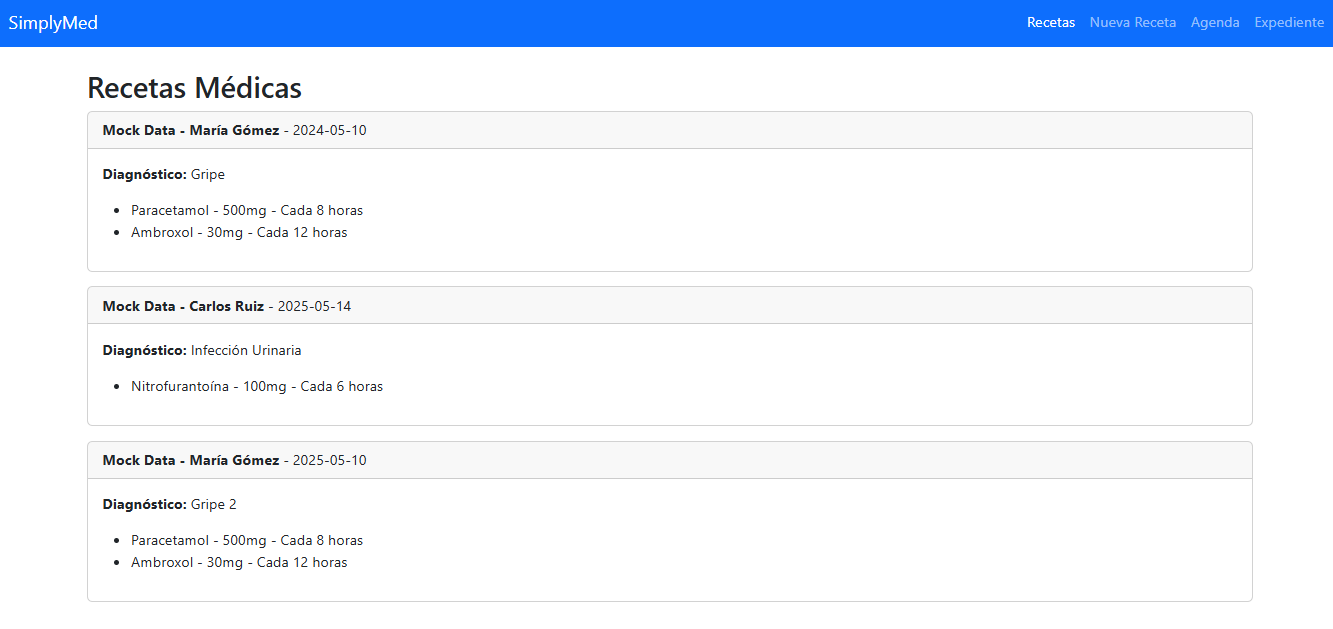 SimplyMed
Recetas Nueva Receta Agenda Expediente
Recetas Médicas
Mock Data - María Gómez - 2024-05-10
Diagnóstico: Gripe
• Paracetamol - 500mg - Cada 8 horas
• Ambroxol - 30mg - Cada 12 horas
Mock Data - Carlos Ruiz - 2025-05-14
Diagnóstico: Infección Urinaria
• Nitrofurantoína - 100mg - Cada 6 horas
Mock Data - María Gómez - 2025-05-10
Diagnóstico: Gripe 2
• Paracetamol - 500mg - Cada 8 horas
• Ambroxol - 30mg - Cada 12 horas